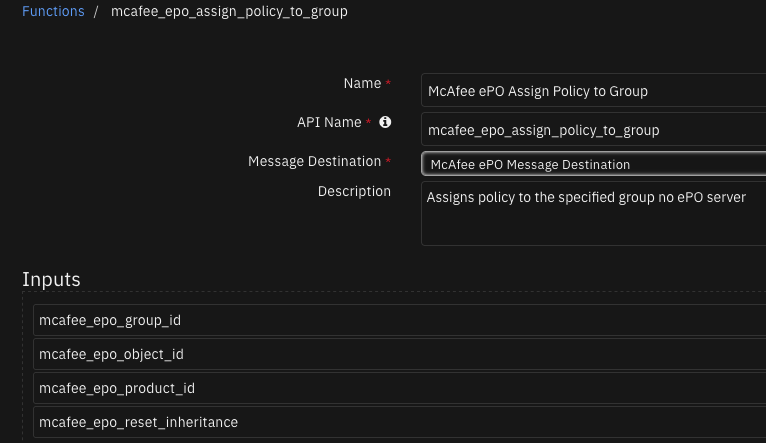 Functions / mcafee_epo_assign_policy_to_group
Name *
McAfee ePO Assign Policy to Group
API Name *
mcafee_epo_assign_policy_to_group
Message Destination *
McAfee ePO Message Destination
Description
Assigns policy to the specified group no ePO server
Inputs
mcafee_epo_group_id
mcafee_epo_object_id
mcafee_epo_product_id
mcafee_epo_reset_inheritance